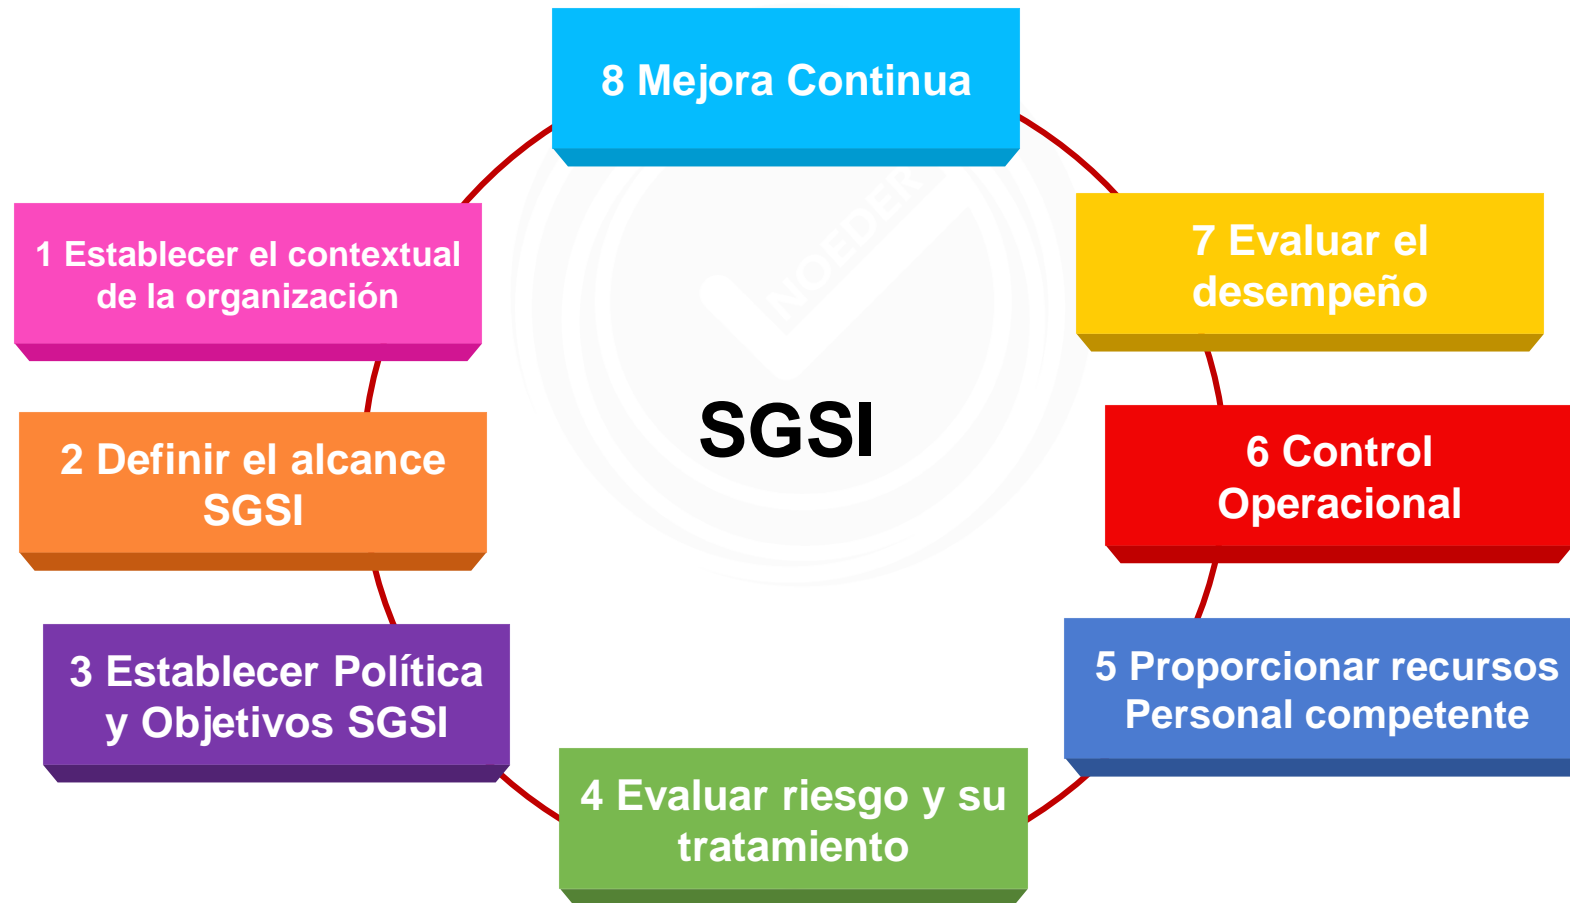 8 Mejora Continua
1 Establecer el contextual
de la organización
7 Evaluar el
desempeño
NOEDER
SGSI
2 Definir el alcance
SGSI
6 Control
Operacional
3 Establecer Política
y Objetivos SGSI
5 Proporcionar recursos
Personal competente
4 Evaluar riesgo y su
tratamiento